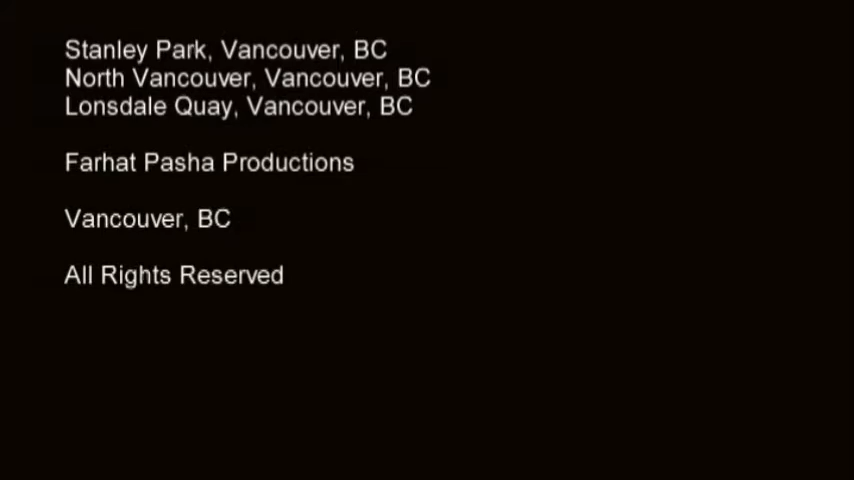 Stanley Park, Vancouver, BC
North Vancouver, Vancouver, BC
Lonsdale Quay, Vancouver, BC
Farhat Pasha Productions
Vancouver, BC
All Rights Reserved